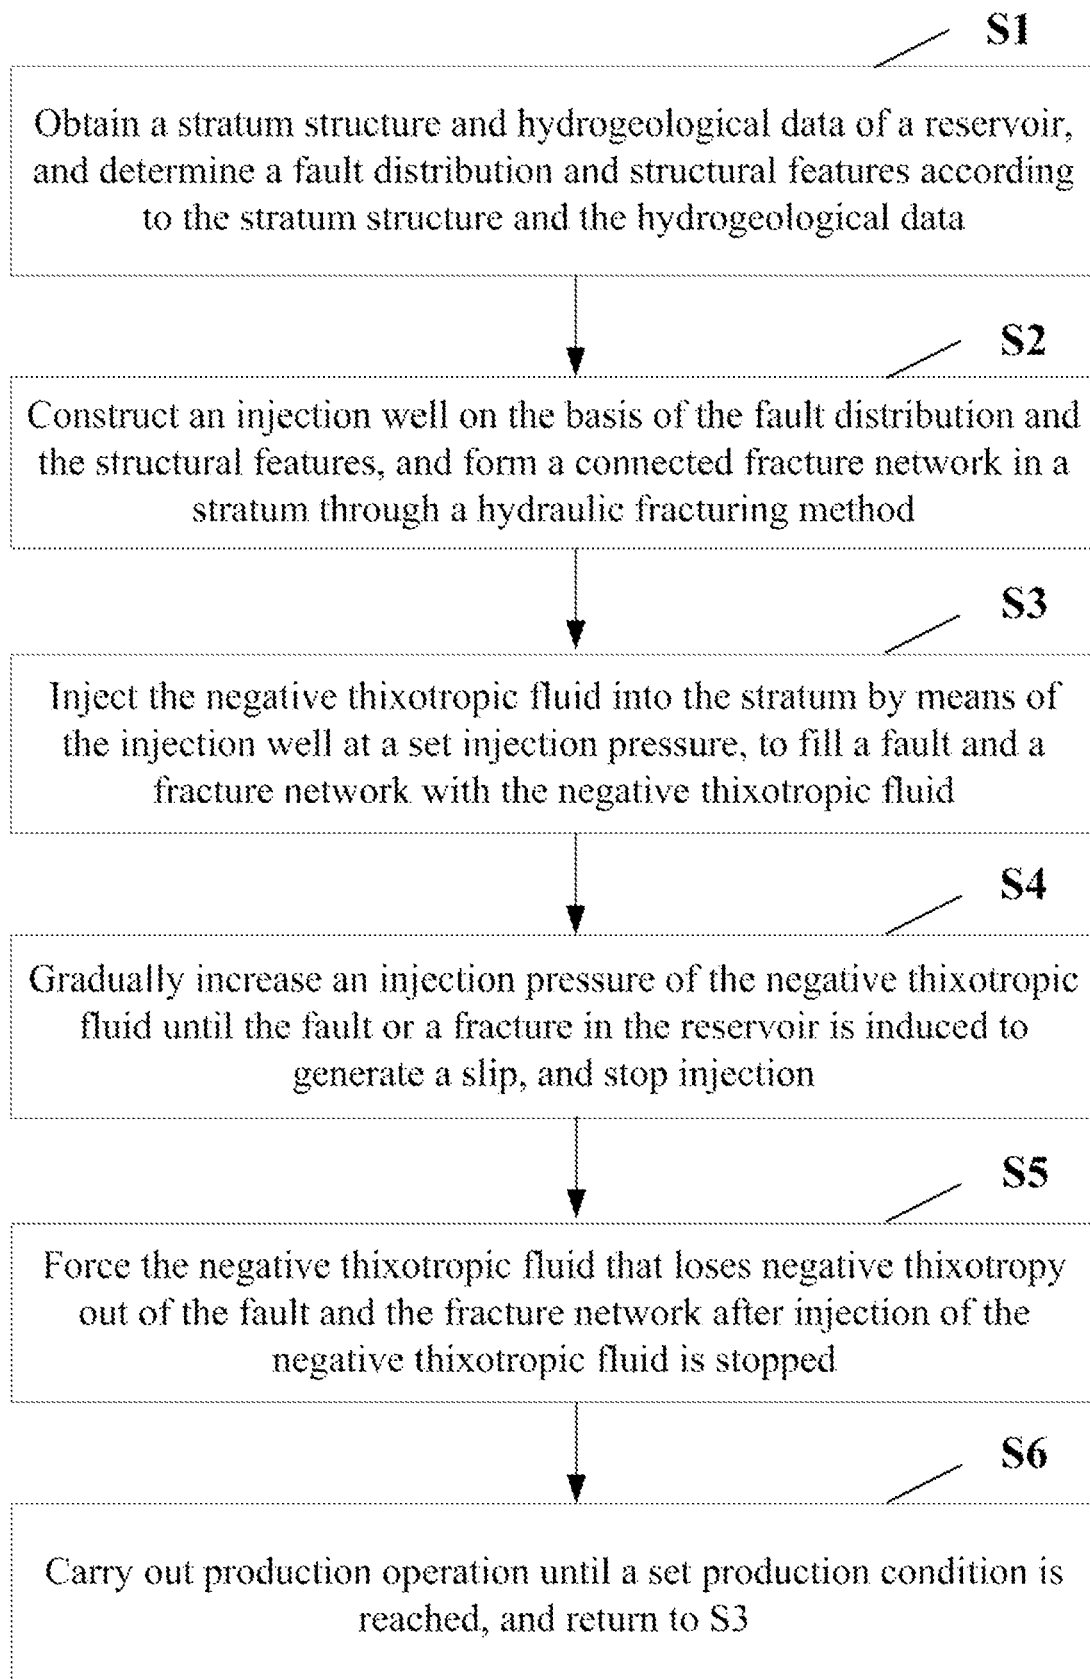 S1
Obtain a stratum structure and hydrogeological data of a reservoir,
and determine a fault distribution and structural features according
to the stratum structure and the hydrogeological data
S2
Construct an injection well on the basis of the fault distribution and
the structural features, and form a connected fracture network in a
stratum through a hydraulic fracturing method
S3
Inject the negative thixotropic fluid into the stratum by means of
the injection well at a set injection pressure, to fill a fault and a
fracture network with the negative thixotropic fluid
S4
Gradually increase an injection pressure of the negative thixotropic
fluid until the fault or a fracture in the reservoir is induced to
generate a slip, and stop injection
S5
Force the negative thixotropic fluid that loses negative thixotropy
out of the fault and the fracture network after injection of the
negative thixotropic fluid is stopped
S6
Carry out production operation until a set production condition is
reached, and return to S3